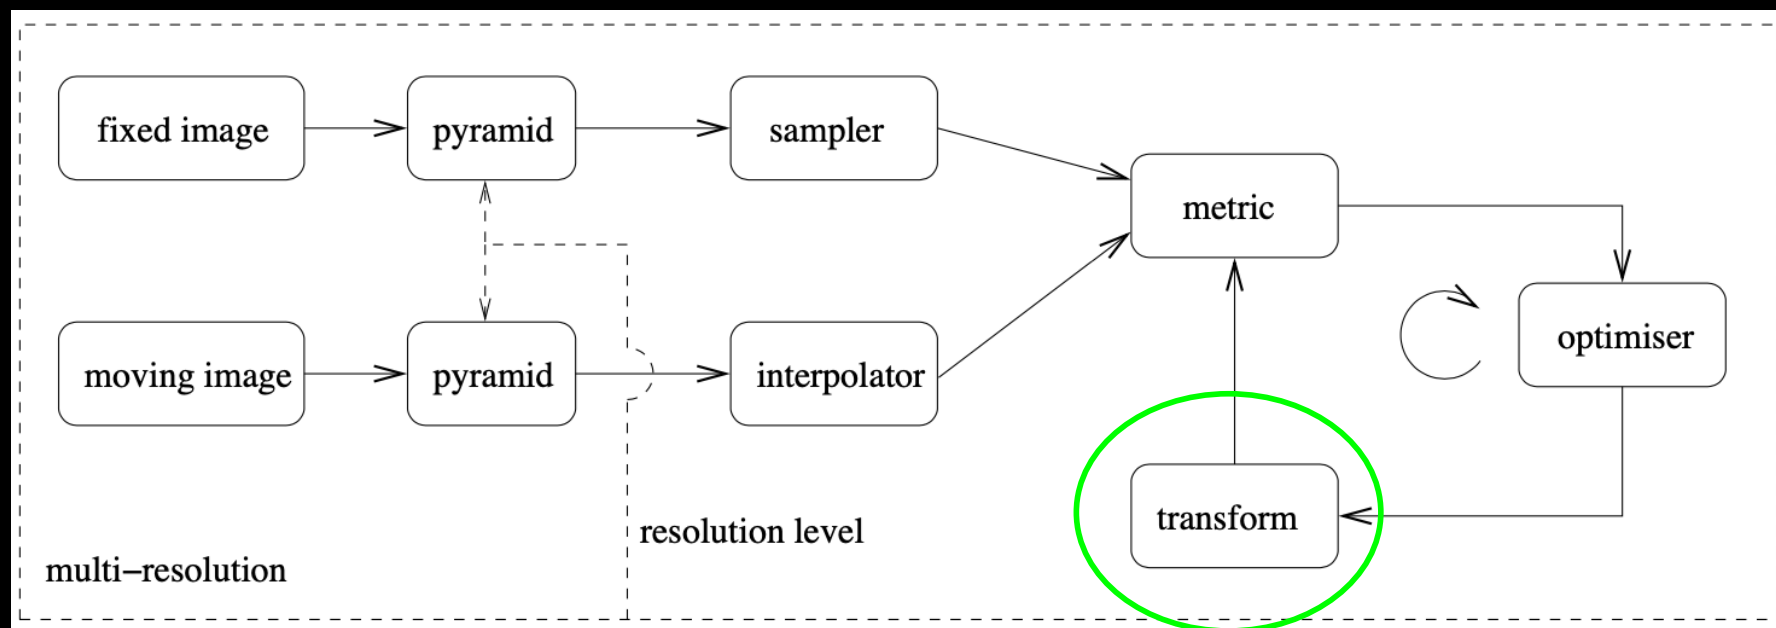 fixed image
pyramid
sampler
metric
moving image
pyramid
interpolator
optimiser
transform
resolution level
multi−resolution